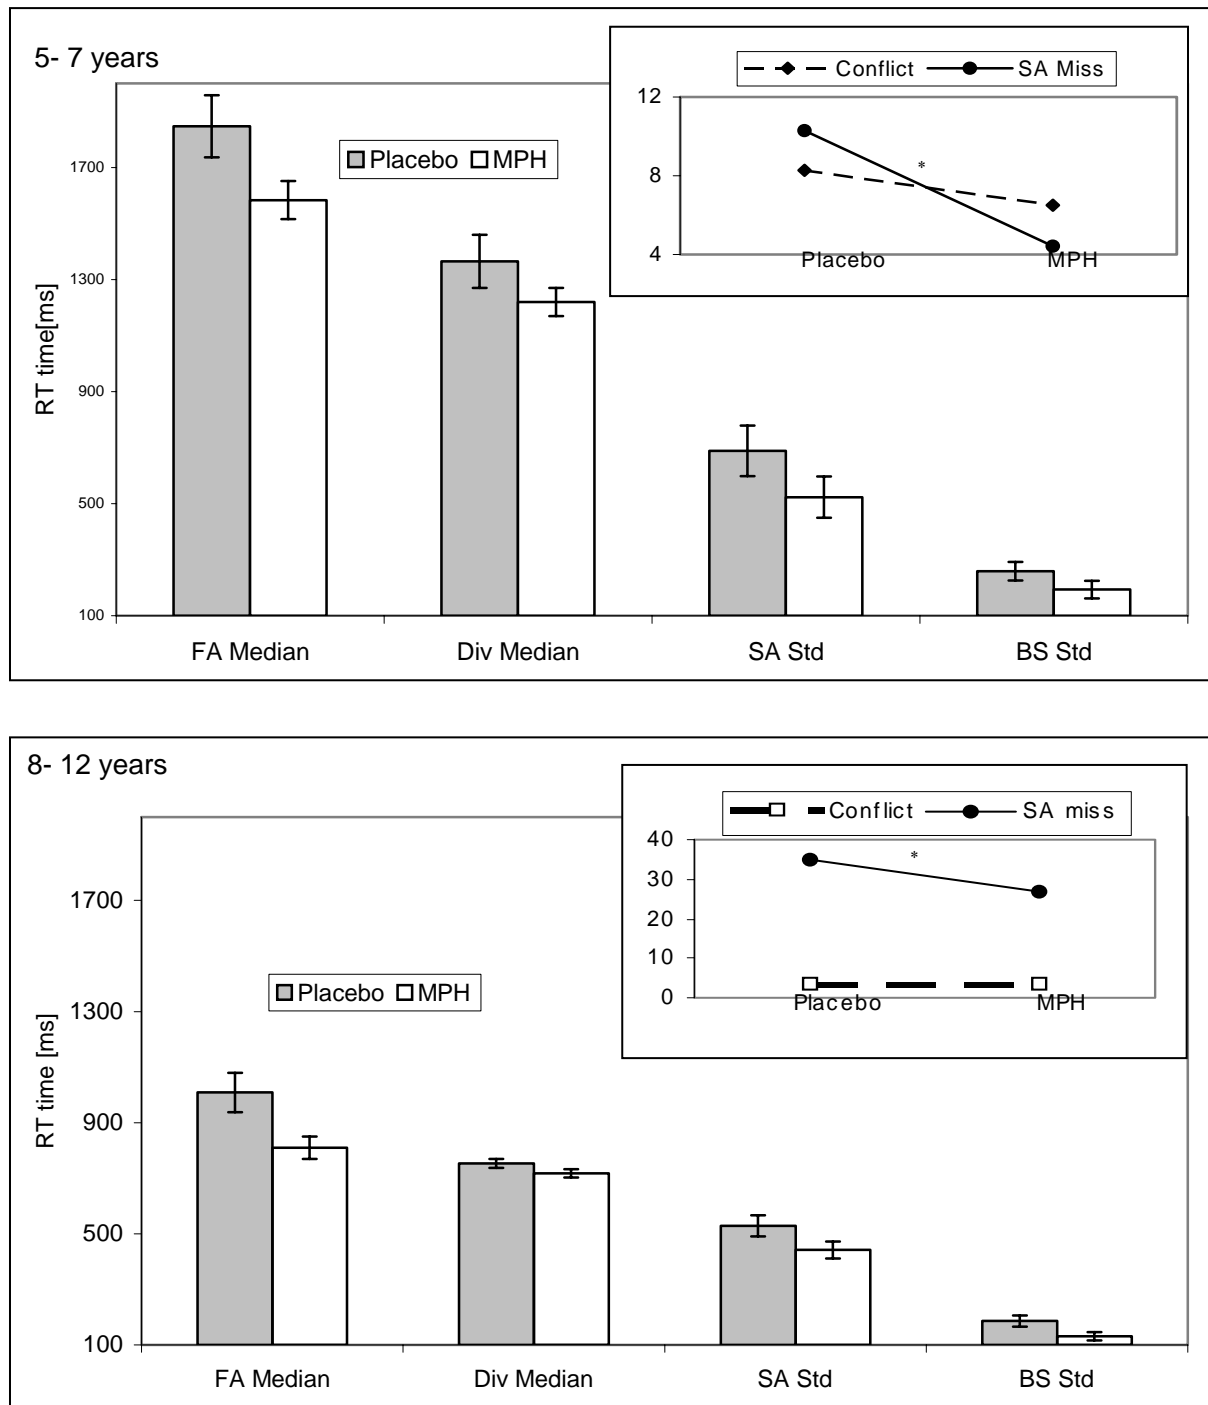 5- 7 years
Conflict SA Miss
12
8
4
*
Placebo MPH
Placebo MPH
RT time[ms]
1700
1300
900
500
100
FA Median Div Median SA Std BS Std
8- 12 years
Conflict SA miss
40
30
20
10
0
*
Placebo MPH
Placebo MPH
RT time [ms]
1700
1300
900
500
100
FA Median Div Median SA Std BS Std